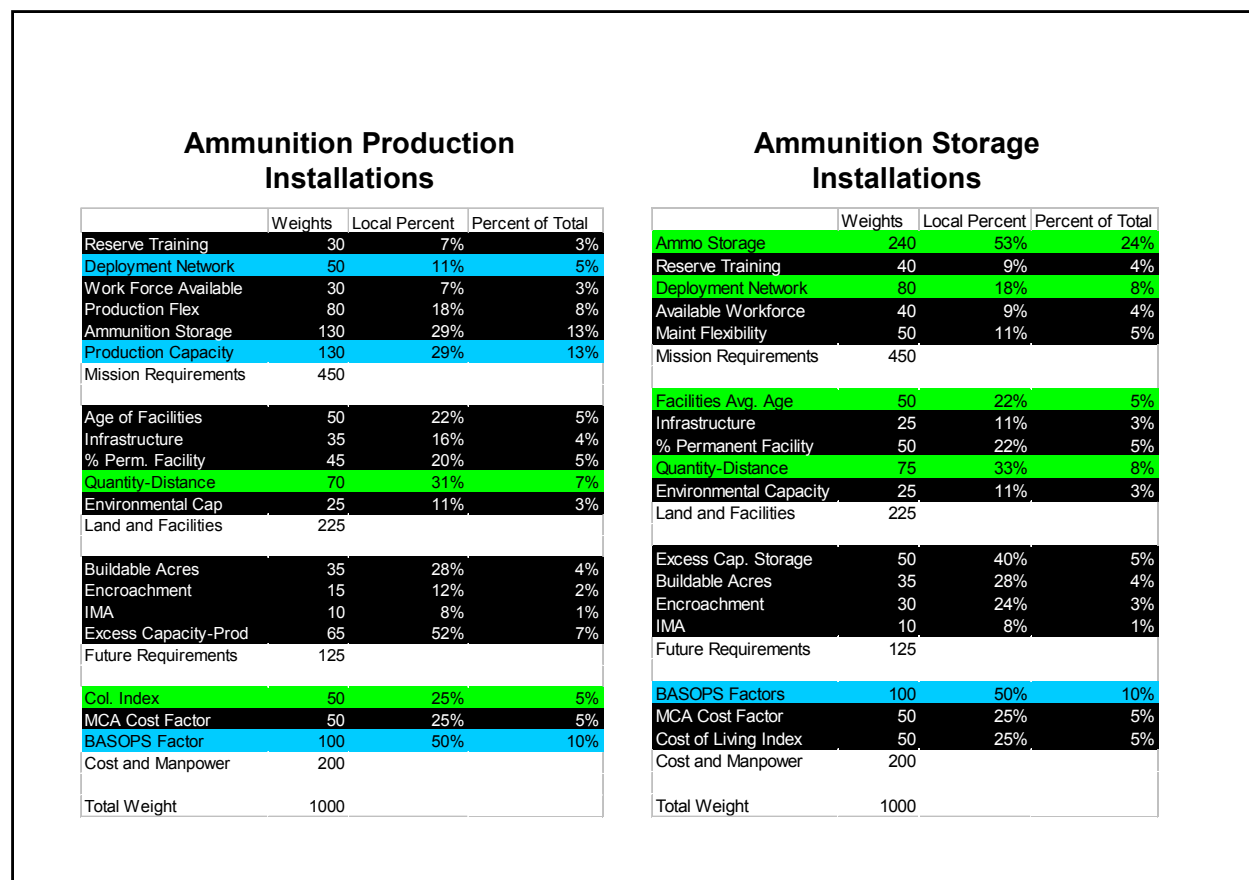 Ammunition Production
Installations
Weights Local Percent Percent of Total
Reserve Training 30 7% 3%
Deployment Network 50 11% 5%
Work Force Available 30 7% 3%
Production Flex 80 18% 8%
Ammunition Storage 130 29% 13%
Production Capacity 130 29% 13%
Mission Requirements 450
Age of Facilities 50 22% 5%
Infrastructure 35 16% 4%
% Perm. Facility 45 20% 5%
Quantity-Distance 70 31% 7%
Environmental Cap 25 11% 3%
Land and Facilities 225
Buildable Acres 35 28% 4%
Encroachment 15 12% 2%
IMA 10 8% 1%
Excess Capacity-Prod 65 52% 7%
Future Requirements 125
Col. Index 50 25% 5%
MCA Cost Factor 50 25% 5%
BASOPS Factor 100 50% 10%
Cost and Manpower 200
Total Weight 1000
Ammunition Storage
Installations
Weights Local Percent Percent of Total
Ammo Storage 240 53% 24%
Reserve Training 40 9% 4%
Deployment Network 80 18% 8%
Available Workforce 40 9% 4%
Maint Flexibility 50 11% 5%
Mission Requirements 450
Facilities Avg. Age 50 22% 5%
Infrastructure 25 11% 3%
% Permanent Facility 50 22% 5%
Quantity-Distance 75 33% 8%
Environmental Capacity 25 11% 3%
Land and Facilities 225
Excess Cap. Storage 50 40% 5%
Buildable Acres 35 28% 4%
Encroachment 30 24% 3%
IMA 10 8% 1%
Future Requirements 125
BASOPS Factors 100 50% 10%
MCA Cost Factor 50 25% 5%
Cost of Living Index 50 25% 5%
Cost and Manpower 200
Total Weight 1000